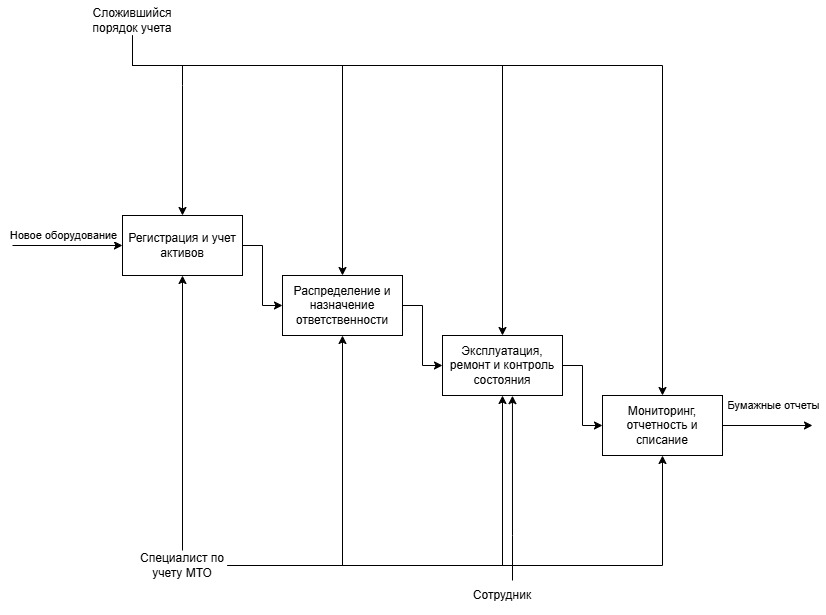 Сложившийся
порядок учета
Новое оборудование
Регистрация и учет
активов
Распределение и
назначение
ответственности
Эксплуатация,
ремонт и контроль
состояния
Мониторинг,
отчетность и
списание
Бумажные отчеты
Специалист по
учету МТО
Сотрудник